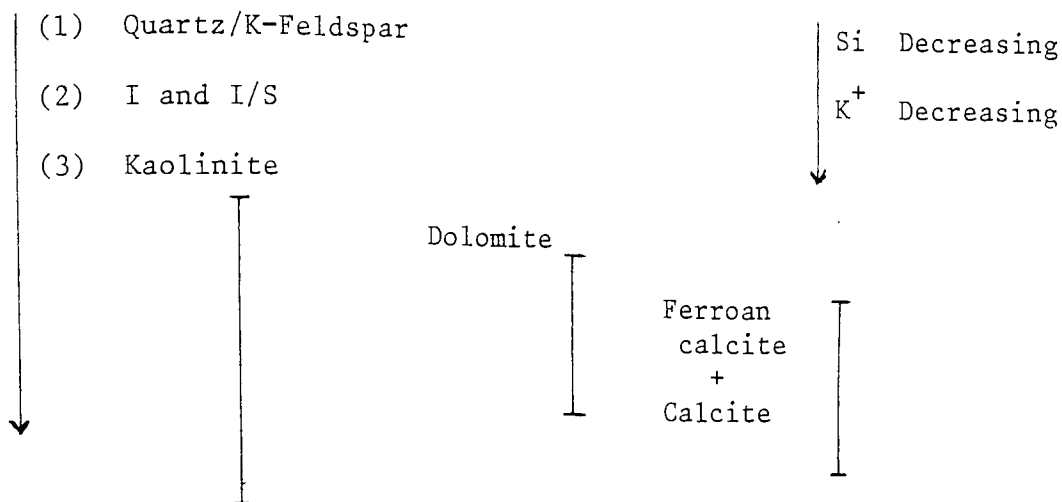 (1) Quartz/K-Feldspar
(2) I and I/S
(3) Kaolinite
Si Decreasing
K+ Decreasing
Dolomite
Ferroan
calcite
+
Calcite